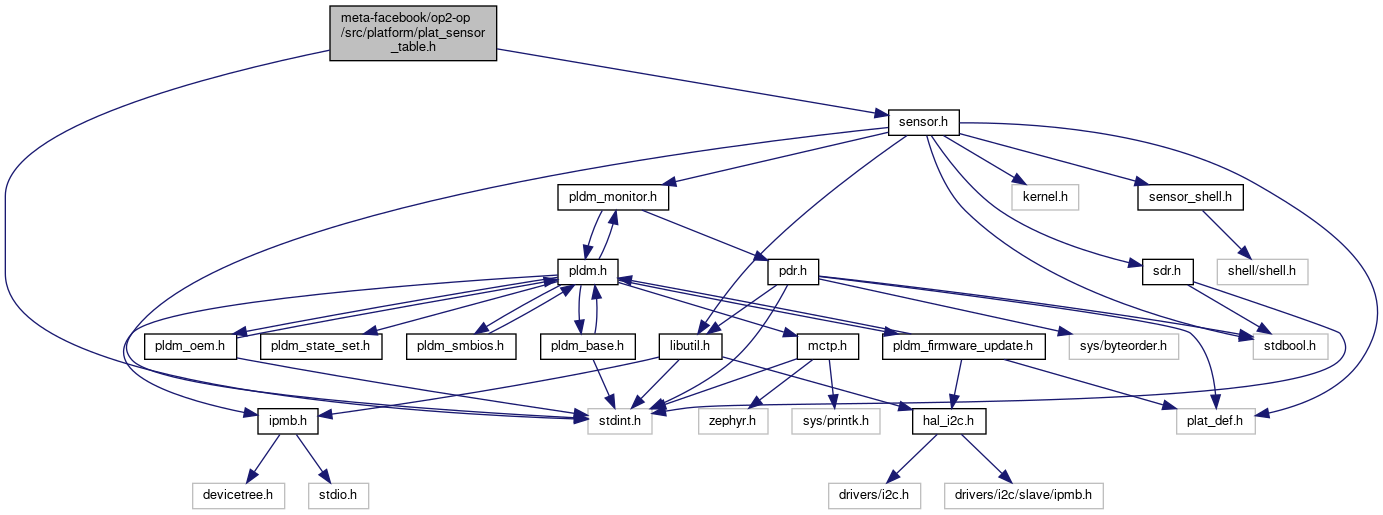 meta-facebook/op2-op
/src/platform/plat_sensor
_table.h
sensor.h
pldm_monitor.h
kernel.h
sensor_shell.h
pldm.h
pdr.h
sdr.h
shell/shell.h
pldm_oem.h
pldm_state_set.h
pldm_smbios.h
pldm_base.h
libutil.h
mctp.h
pldm_firmware_update.h
sys/byteorder.h
stdbool.h
ipmb.h
stdint.h
zephyr.h
sys/printk.h
hal_i2c.h
plat_def.h
devicetree.h
stdio.h
drivers/i2c.h
drivers/i2c/slave/ipmb.h